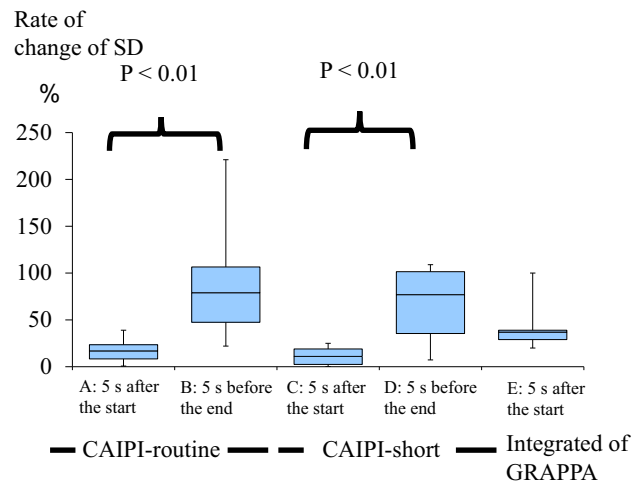 Rate of
change of SD
P < 0.01
P < 0.01
%
250
200
150
100
50
0
A: 5 s after
the start
B: 5 s before
the end
C: 5 s after
the start
D: 5 s before
the end
E: 5 s after
the start
CAIPI-routine
CAIPI-short
Integrated of
GRAPPA